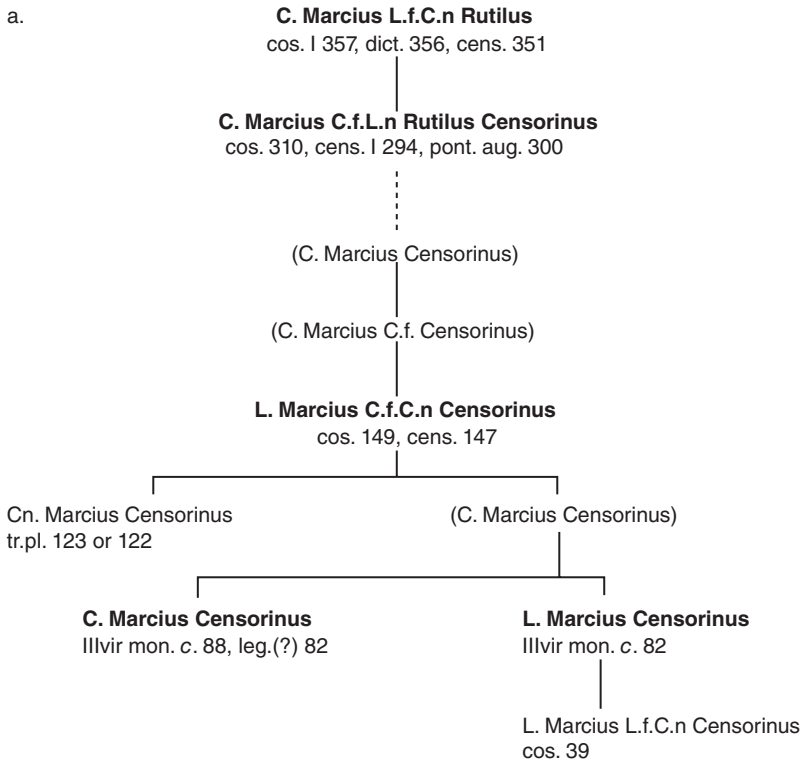 a.
C. Marcius L.f.C.n Rutilus
cos. I 357, dict. 356, cens. 351
C. Marcius C.f.L.n Rutilus Censorinus
cos. 310, cens. I 294, pont. aug. 300
(C. Marcius Censorinus)
(C. Marcius C.f. Censorinus)
L. Marcius C.f.C.n Censorinus
cos. 149, cens. 147
Cn. Marcius Censorinus
tr.pl. 123 or 122
(C. Marcius Censorinus)
C. Marcius Censorinus
IIIvir mon. c. 88, leg.(?) 82
L. Marcius Censorinus
IIIvir mon. c. 82
L. Marcius L.f.C.n Censorinus
cos. 39